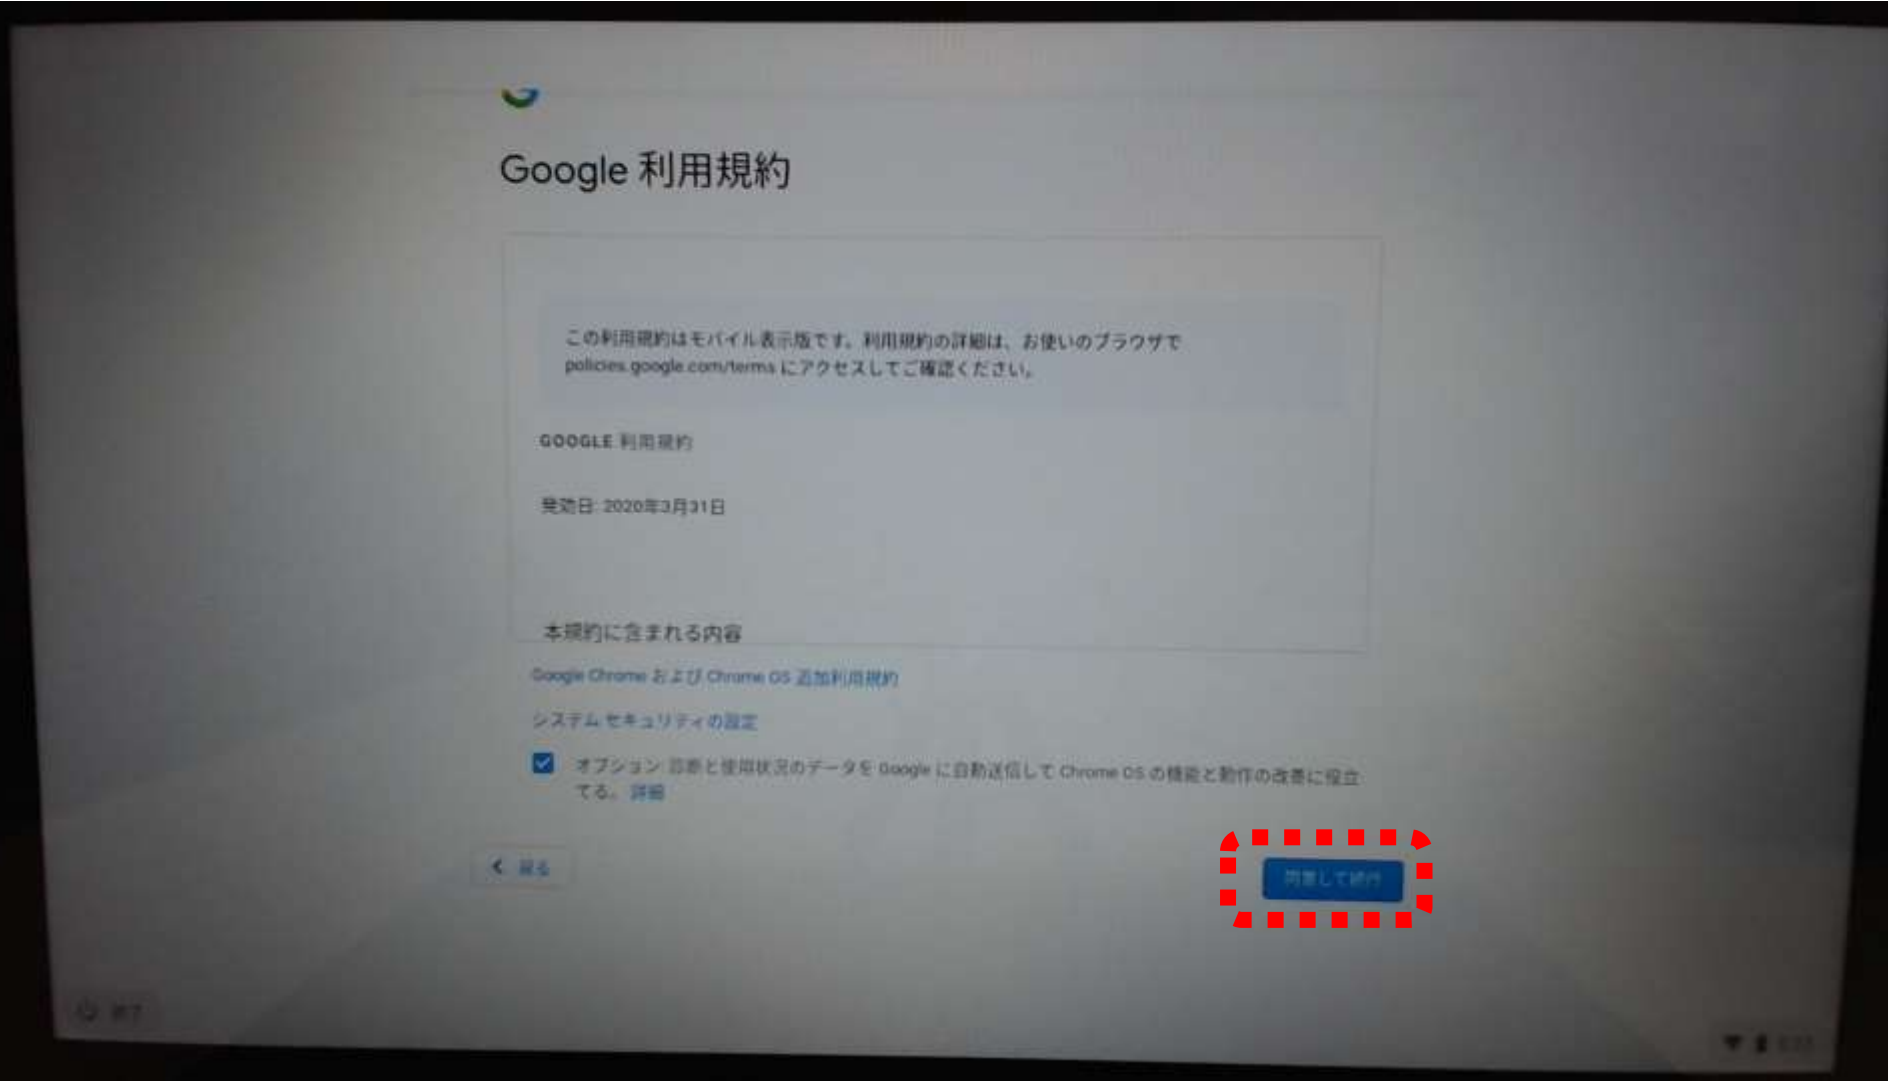 Google 利用規約
この利用規約はモバイル表示版です。利用規約の詳細は、お使いのブラウザで
policies.google.com/terms にアクセスしてご確認ください。
GOOGLE 利用規約
発効日: 2020年3月31日
本規約に含まれる内容
Google Chrome および Chrome OS 追加利用規約
システム セキュリティの設定
オプション: 診断と使用状況のデータを Google に自動送信して Chrome OS の機能と動作の改善に役立
てる。 詳細
戻る
同意して続行
終了